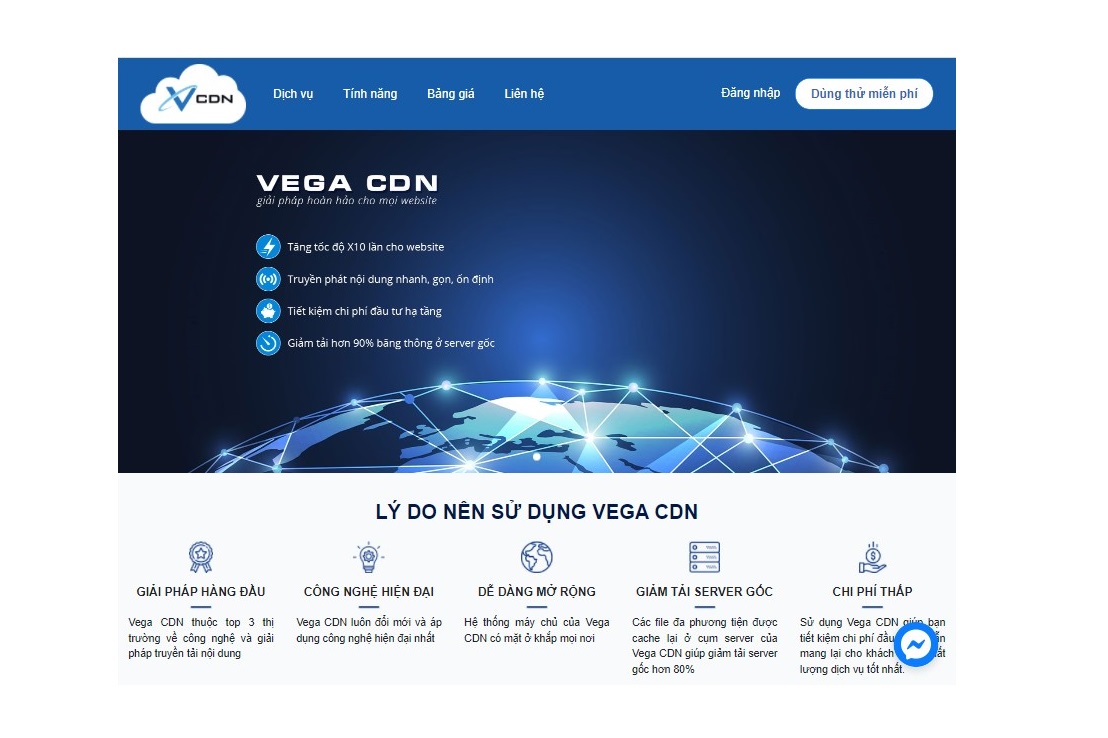 VCDN
Dịch vụ
Tính năng
Bảng giá
Liên hệ
Đăng nhập
Dùng thử miễn phí
VEGA CDN
giải pháp hoàn hảo cho mọi website
Tăng tốc độ X10 lần cho website
Truyền phát nội dung nhanh, gọn, ổn định
Tiết kiệm chi phí đầu tư hạ tầng
Giảm tải hơn 90% băng thông ở server gốc
LÝ DO NÊN SỬ DỤNG VEGA CDN
GIẢI PHÁP HÀNG ĐẦU
Vega CDN thuộc top 3 thị
trường về công nghệ và giải
pháp truyền tải nội dung
CÔNG NGHỆ HIỆN ĐẠI
Vega CDN luôn đổi mới và áp
dụng công nghệ hiện đại nhất
DỄ DÀNG MỞ RỘNG
Hệ thống máy chủ của Vega
CDN có mặt ở khắp mọi nơi
GIẢM TẢI SERVER GỐC
Các file đa phương tiện được
cache lại ở cụm server của
Vega CDN giúp giảm tải server
gốc hơn 80%
CHI PHÍ THẤP
Sử dụng Vega CDN giúp bạn
tiết kiệm chi phí đầu
mang lại cho khách
lượng dịch vụ tốt nhất.